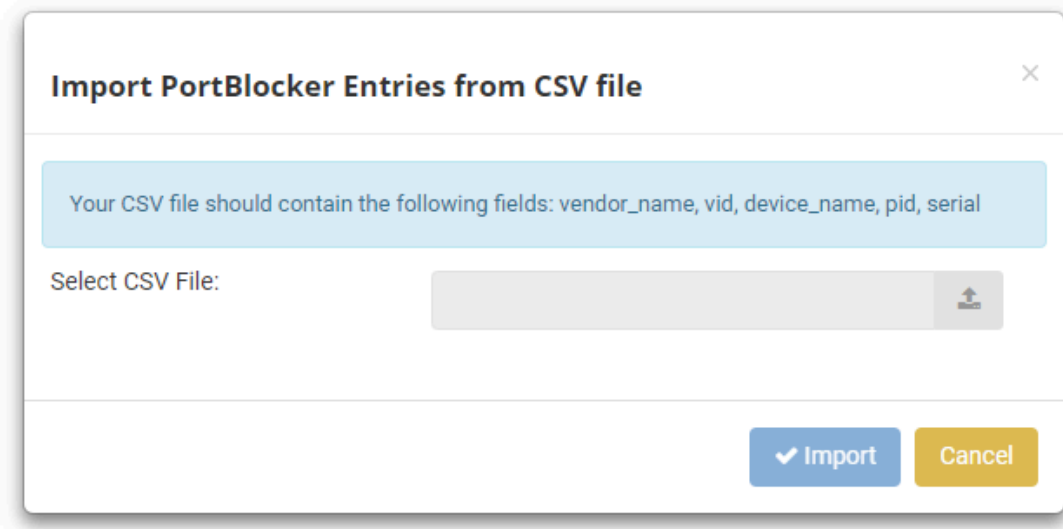 Import PortBlocker Entries from CSV file
Your CSV file should contain the following fields: vendor_name, vid, device_name, pid, serial
Select CSV File:
Import
Cancel